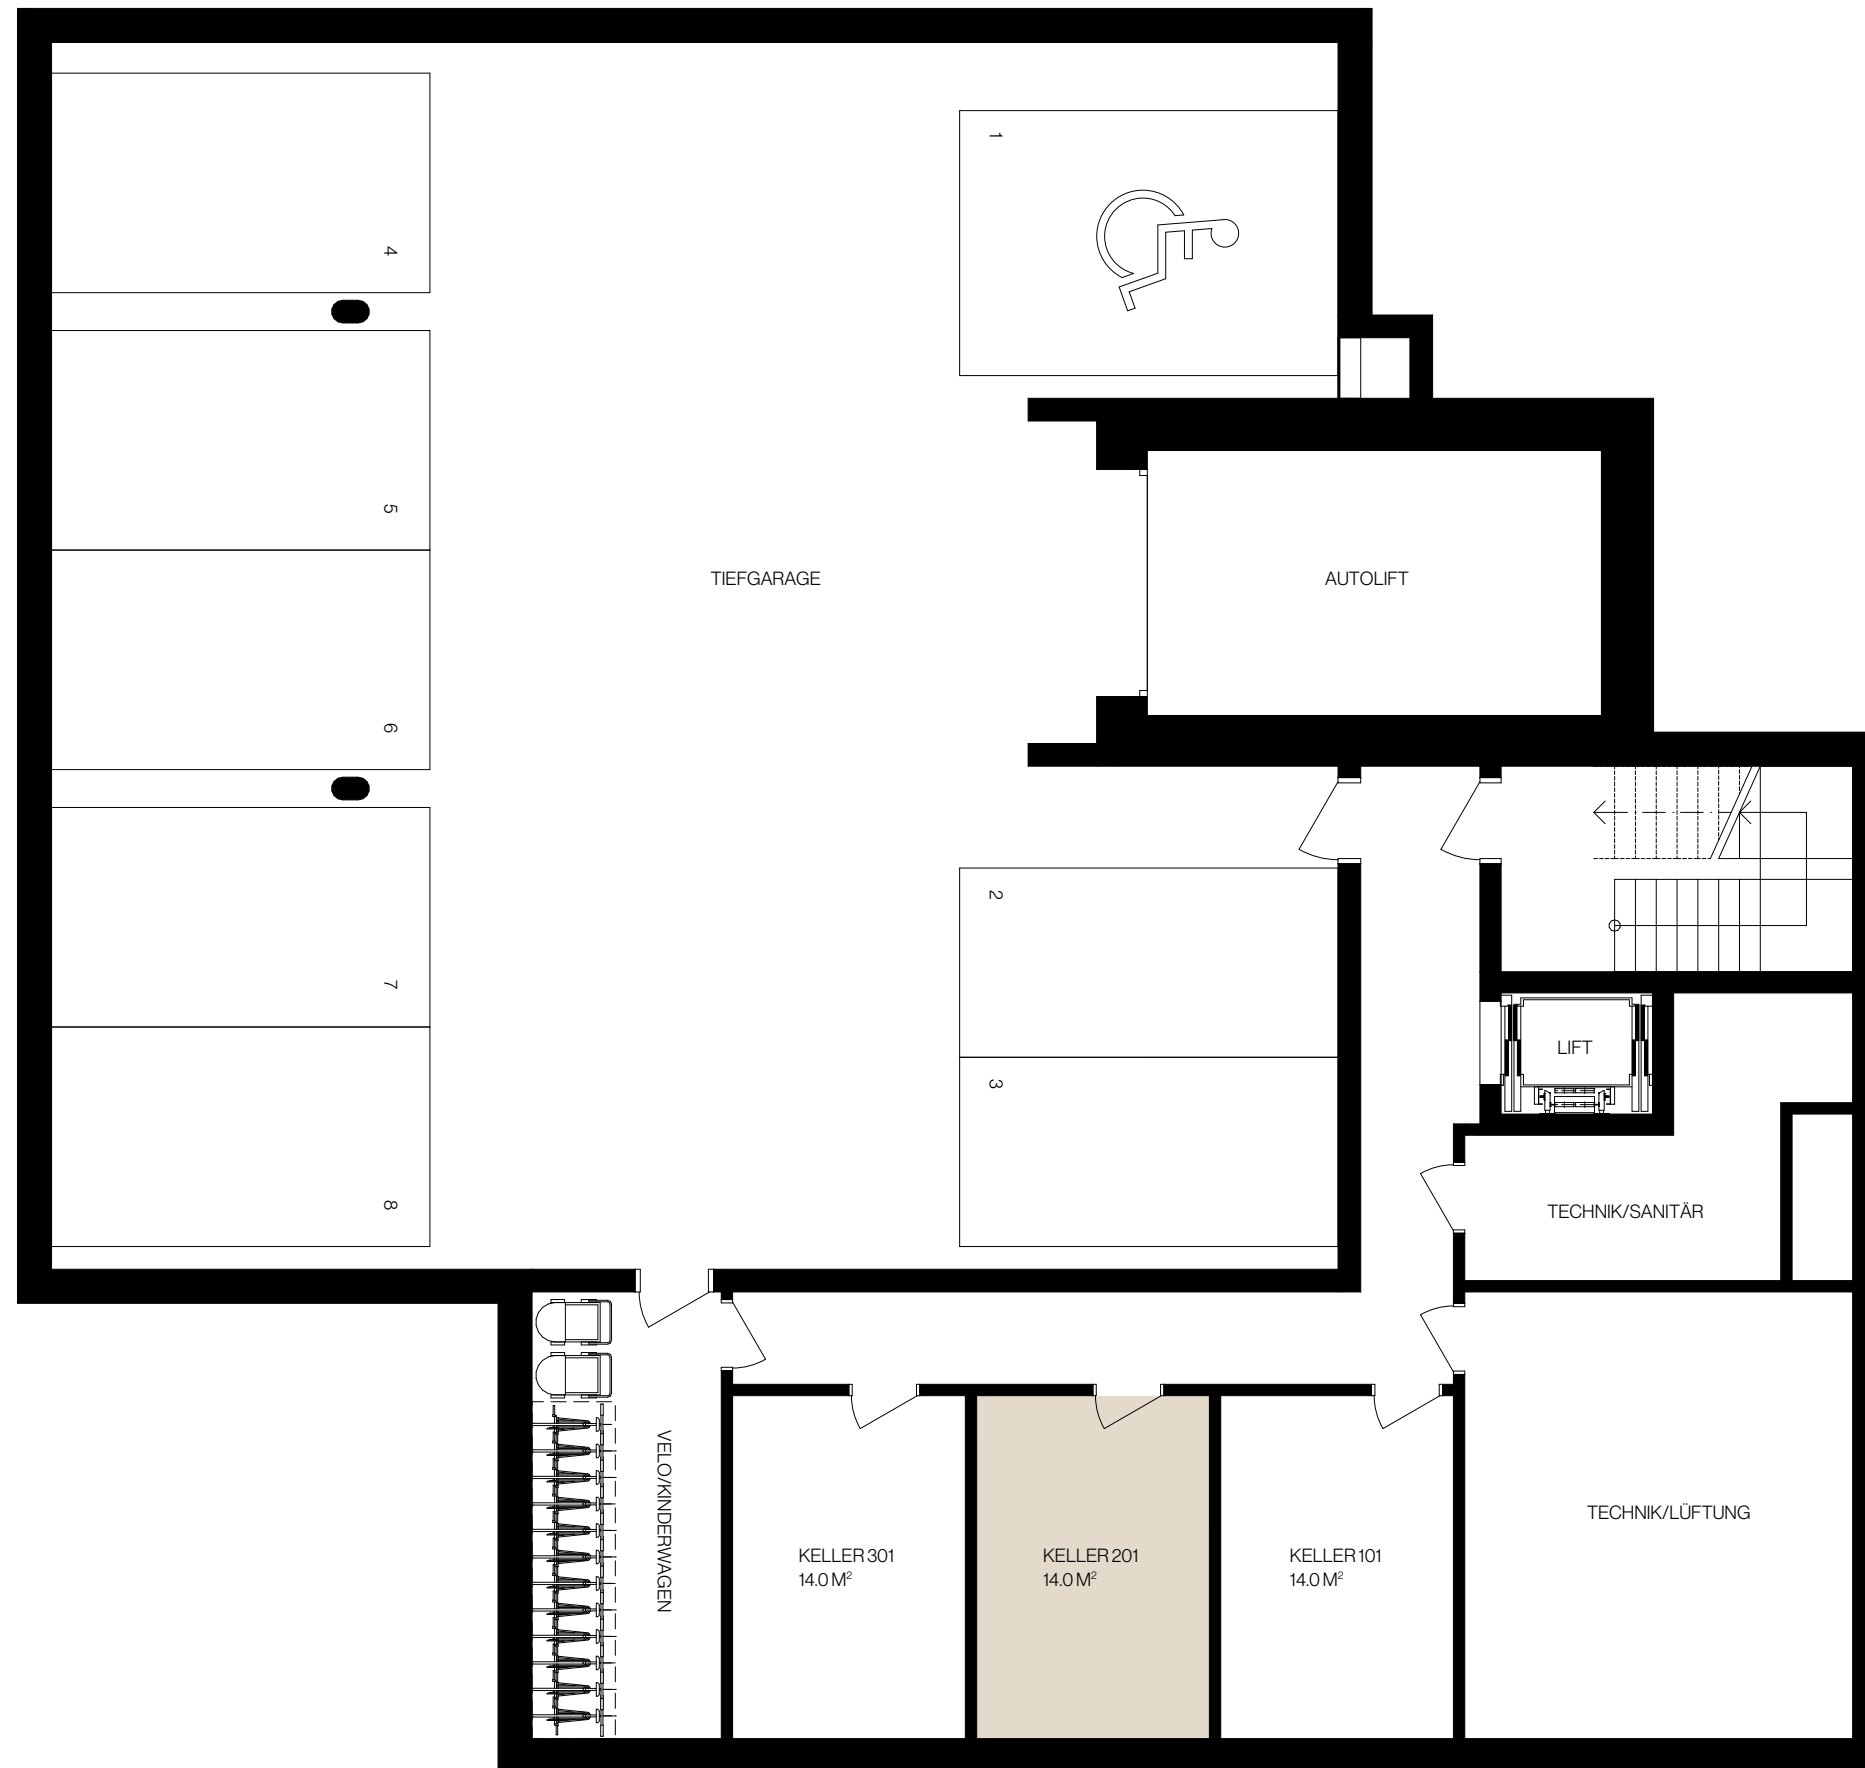 1
4
5
TIEFGARAGE
AUTOLIFT
6
2
7
LIFT
3
8
TECHNIK/SANITÄR
VELO/KINDERWAGEN
TECHNIK/LÜFTUNG
KELLER 301
14.0 M²
KELLER 201
14.0 M²
KELLER 101
14.0 M²